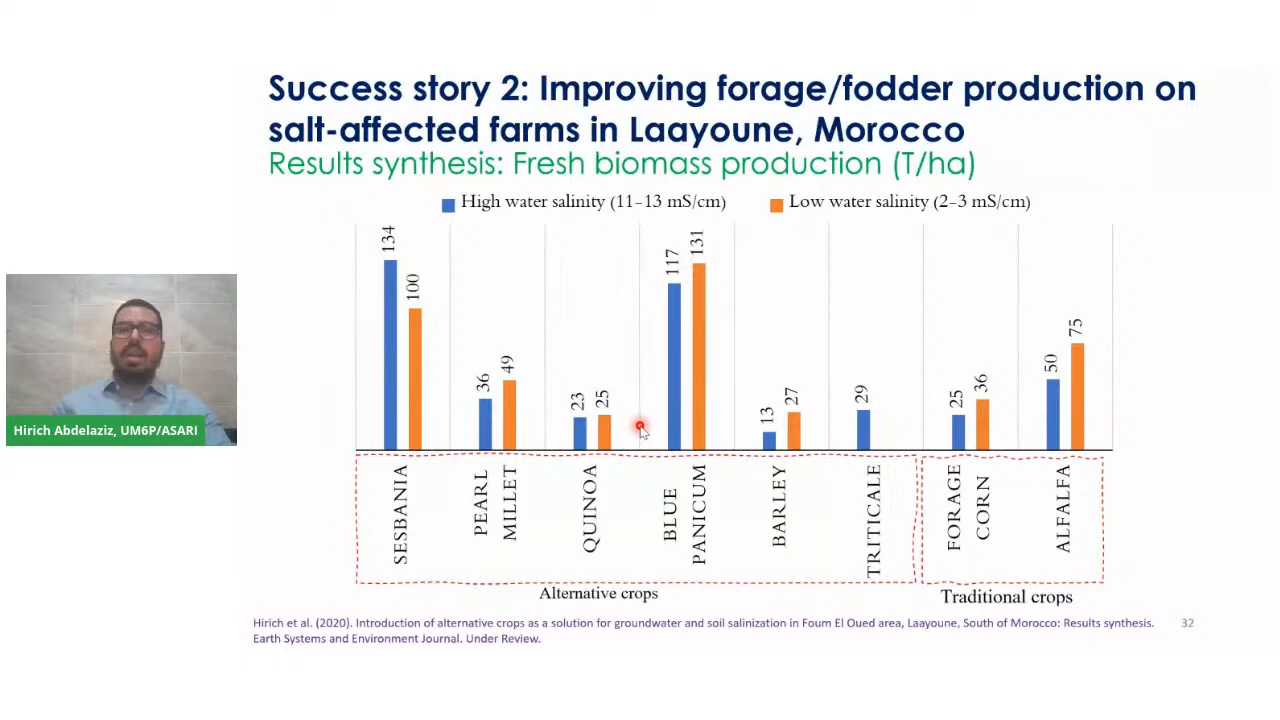 Success story 2: Improving forage/fodder production on
salt-affected farms in Laayoune, Morocco
Results synthesis: Fresh biomass production (T/ha)
High water salinity (11–13 mS/cm)
Low water salinity (2–3 mS/cm)
134
100
36
49
23
25
117
131
13
27
29
25
36
50
75
SESBANIA
PEARL
MILLET
QUINOA
BLUE
PANICUM
BARLEY
TRITICALE
FORAGE
CORN
ALFALFA
Alternative crops
Traditional crops
Hirich Abdelaziz, UM6P/ASARI
Hirich et al. (2020). Introduction of alternative crops as a solution for groundwater and soil salinization in Foum El Oued area, Laayoune, South of Morocco: Results synthesis.
Earth Systems and Environment Journal. Under Review.
32